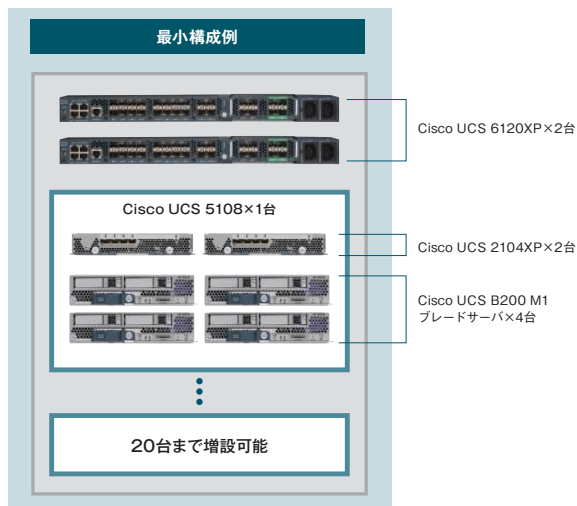 最小構成例
Cisco UCS 6120XP×2台
Cisco UCS 5108×1台
Cisco UCS 2104XP×2台
Cisco UCS B200 M1
ブレードサーバ×4台
20台まで増設可能